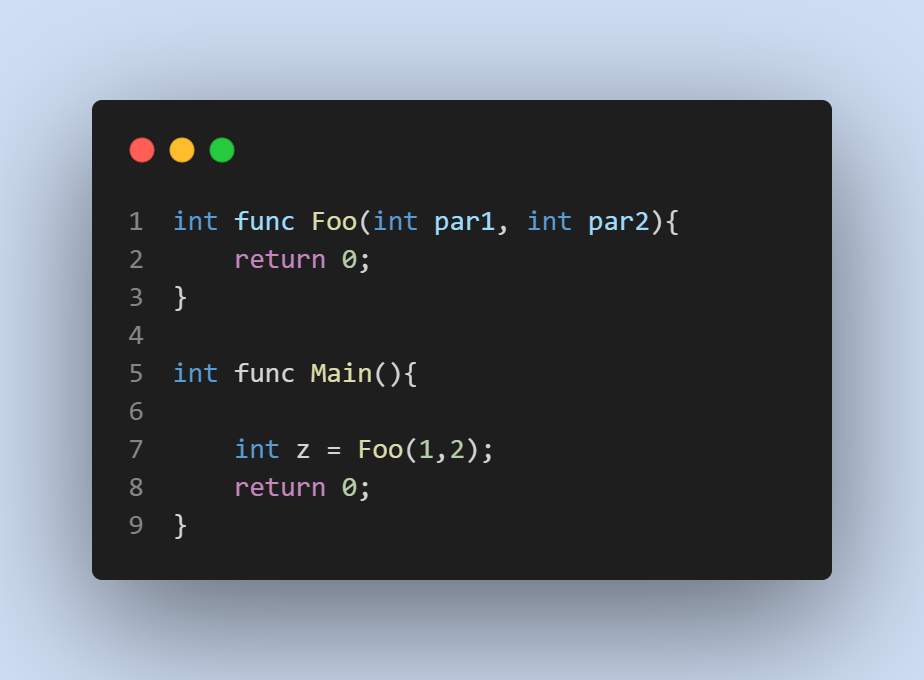 1 int func Foo(int par1, int par2){
2     return 0;
3 }
4
5 int func Main(){
6
7     int z = Foo(1,2);
8     return 0;
9 }